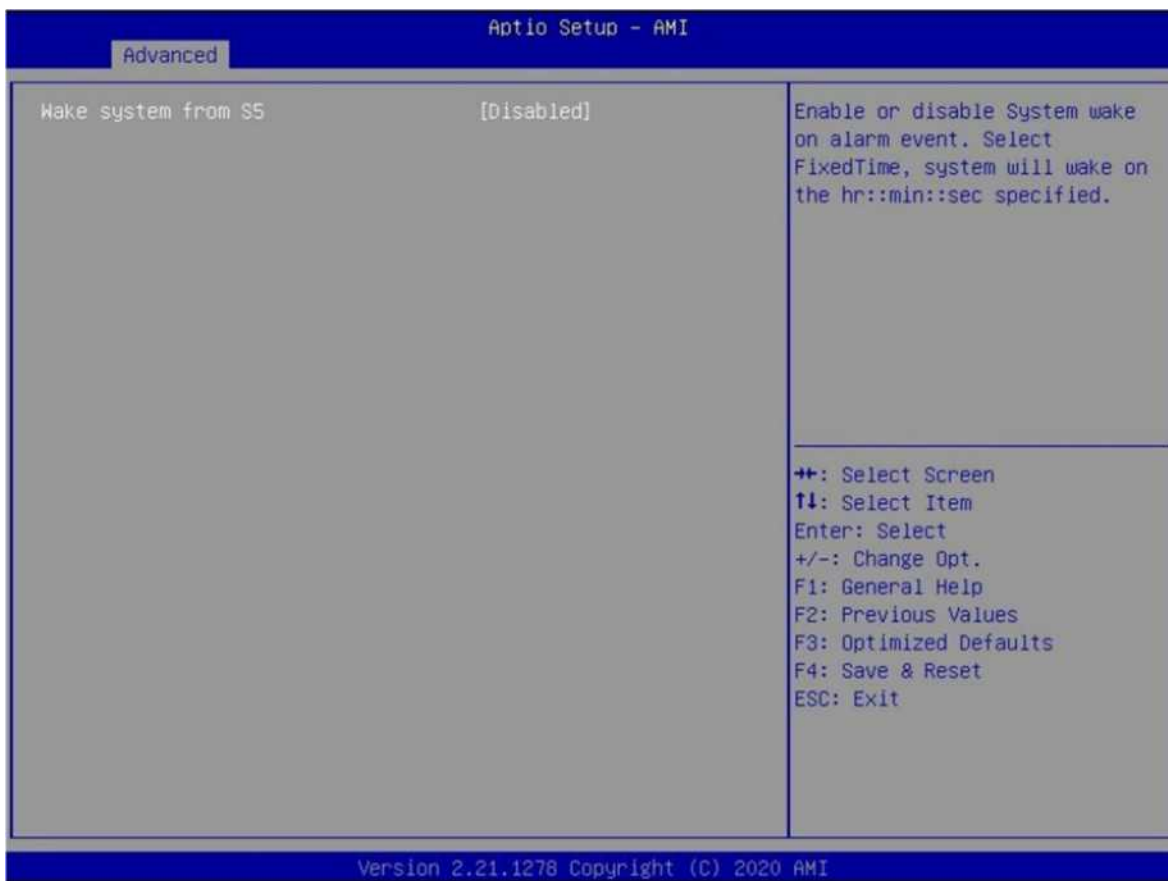 Aptio Setup - AMI
Advanced
Wake system from S5 [Disabled]
Enable or disable System wake
on alarm event. Select
FixedTime, system will wake on
the hr::min::sec specified.
→←: Select Screen
↑↓: Select Item
Enter: Select
+/-: Change Opt.
F1: General Help
F2: Previous Values
F3: Optimized Defaults
F4: Save & Reset
ESC: Exit
Version 2.21.1278 Copyright (C) 2020 AMI